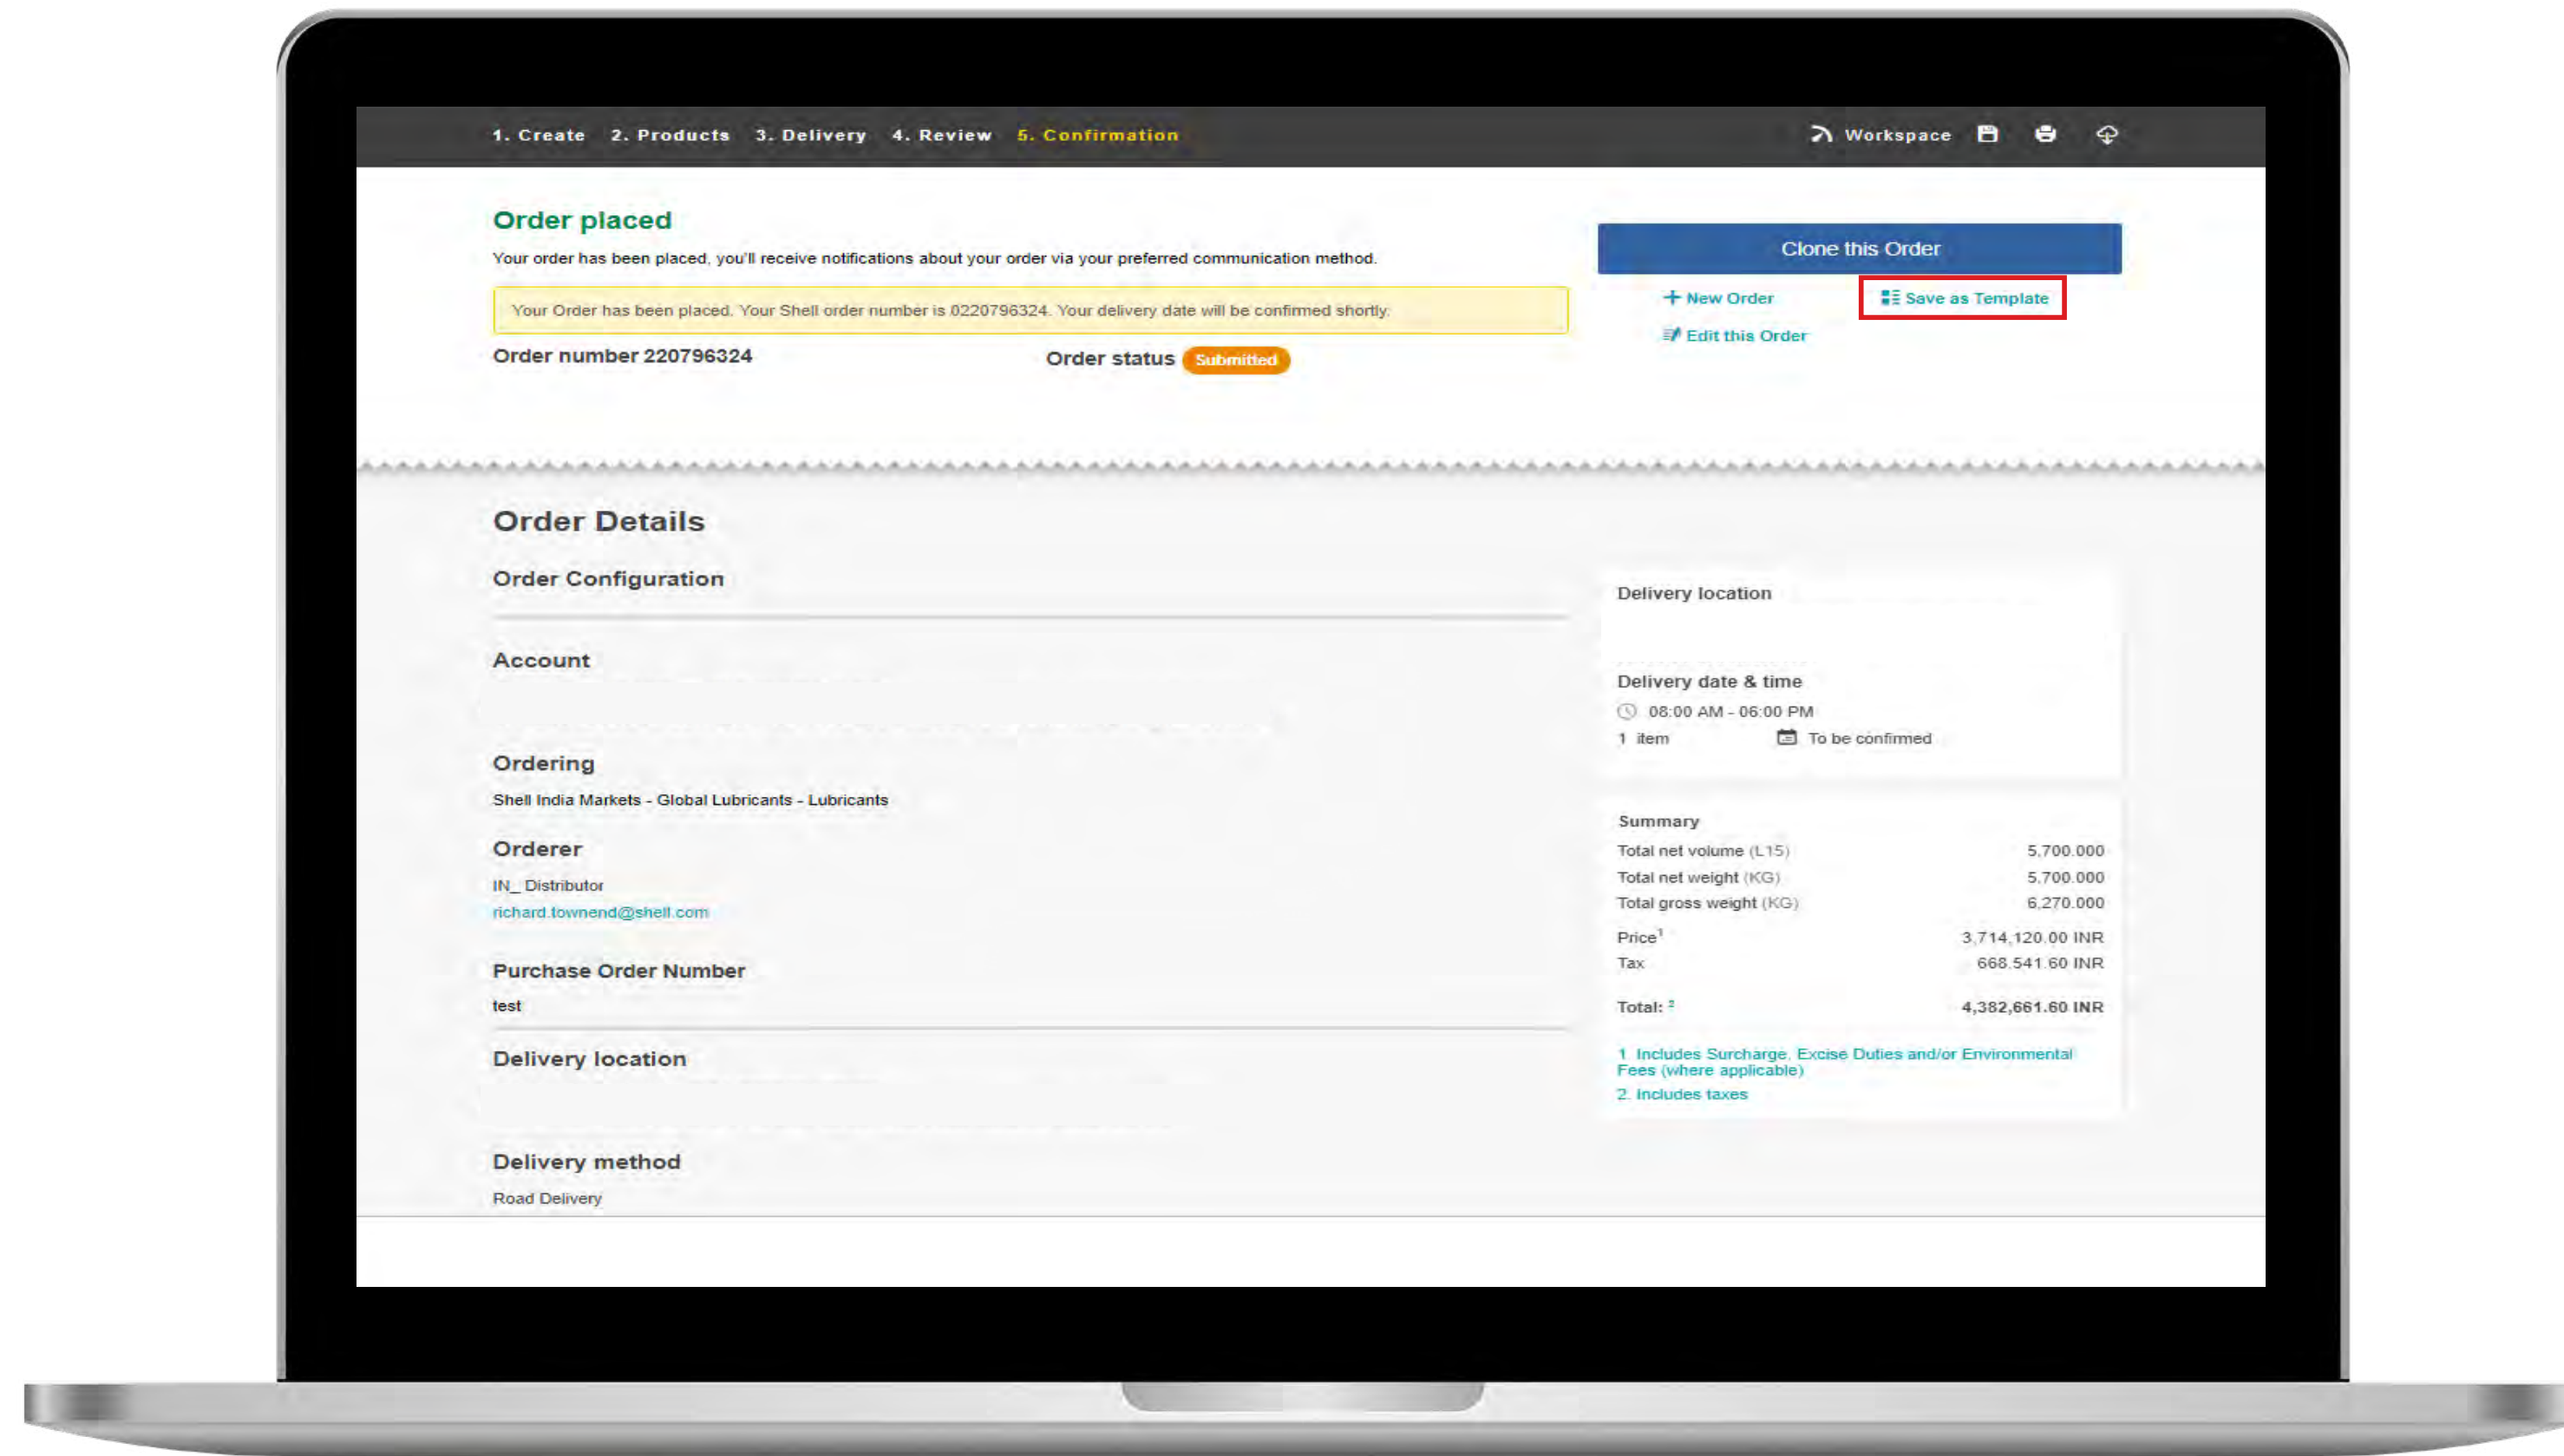 1. Create 2. Products 3. Delivery 4. Review 5. Confirmation
Workspace
Order placed
Your order has been placed, you'll receive notifications about your order via your preferred communication method.
Your Order has been placed. Your Shell order number is 0220796324. Your delivery date will be confirmed shortly.
Order number 220796324
Order status Submitted
Clone this Order
+ New Order
Save as Template
Edit this Order
Order Details
Order Configuration
Account
Ordering
Shell India Markets - Global Lubricants - Lubricants
Orderer
IN_ Distributor
richard.townend@shell.com
Purchase Order Number
test
Delivery location
Delivery method
Road Delivery
Delivery location
Delivery date & time
08:00 AM - 06:00 PM
1 item To be confirmed
Summary
Total net volume (L15) 5,700.000
Total net weight (KG) 5,700.000
Total gross weight (KG) 6,270.000
Price¹ 3,714,120.00 INR
Tax 668,541.60 INR
Total: ² 4,382,661.60 INR
1. Includes Surcharge, Excise Duties and/or Environmental
Fees (where applicable)
2. Includes taxes